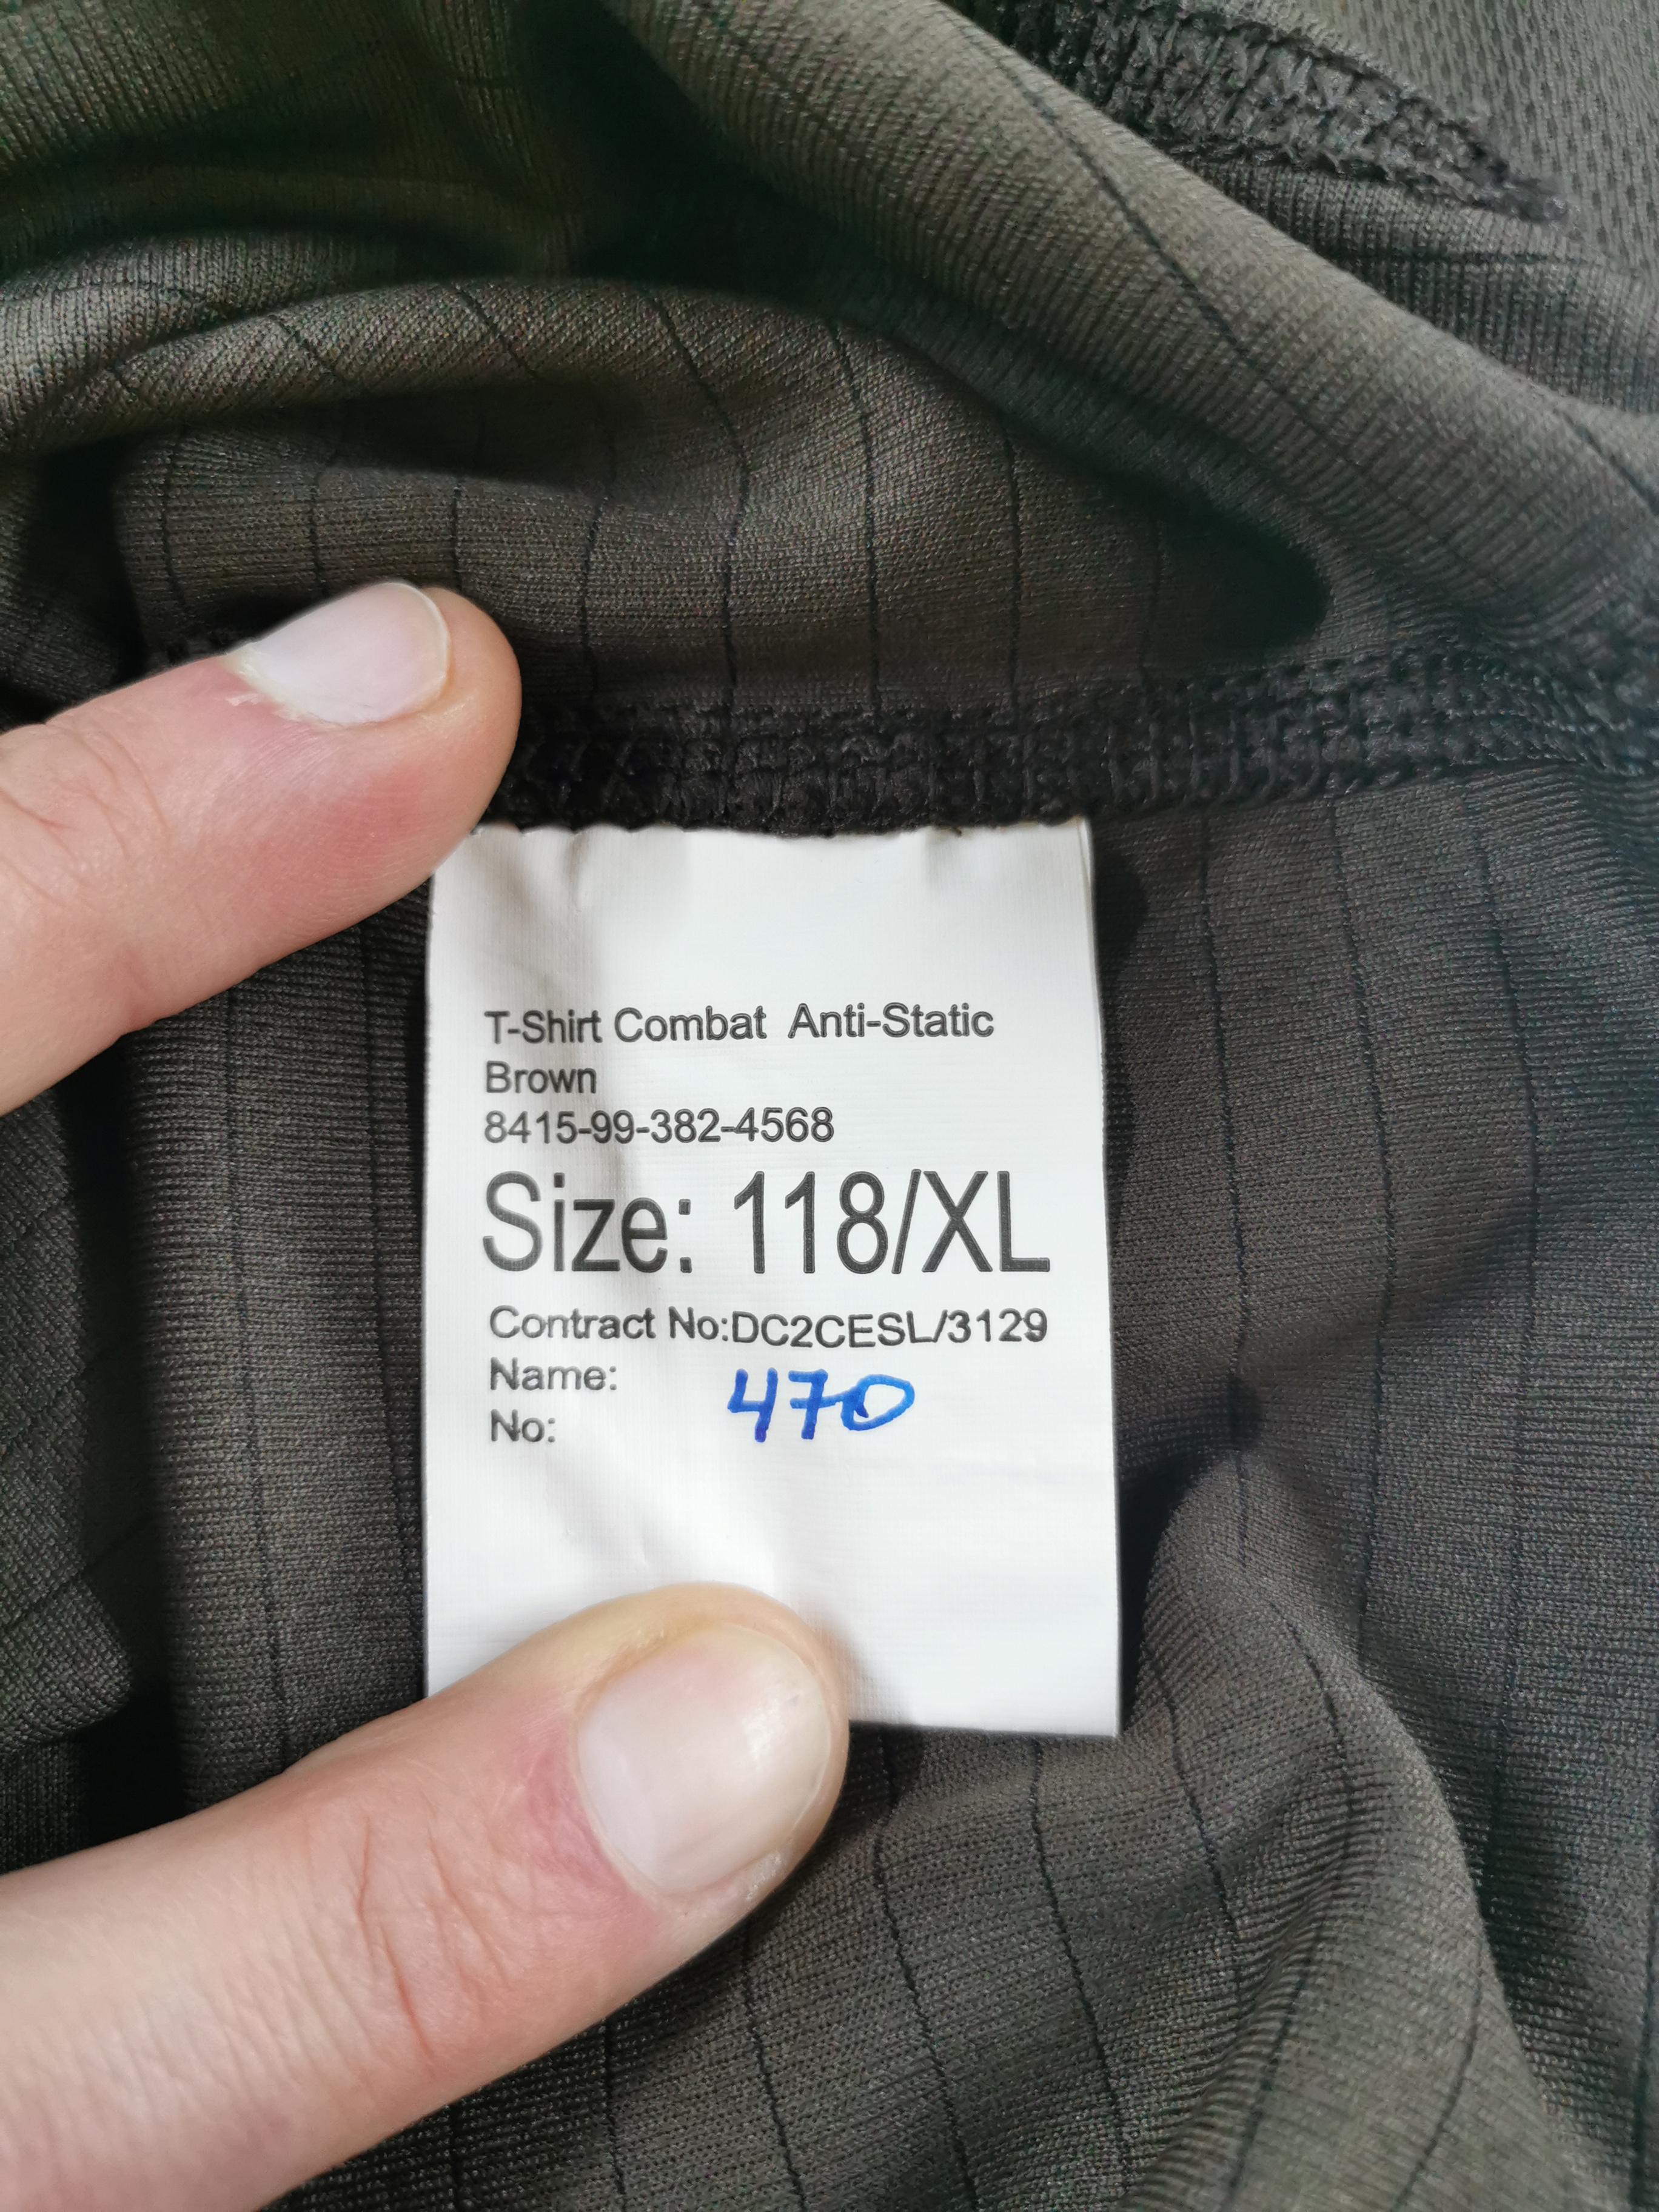 T-Shirt Combat Anti-Static
Brown
8415-99-382-4568
Size: 118/XL
Contract No:DC2CESL/3129
Name:
470
No: